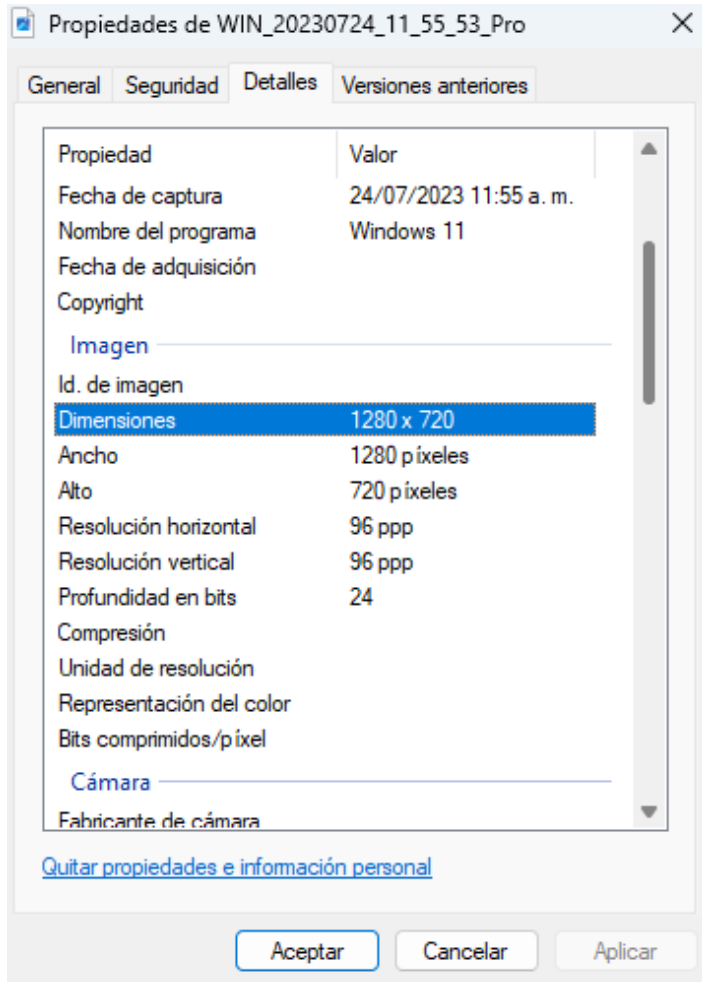 Propiedades de WIN_20230724_11_55_53_Pro
General Seguridad Detalles Versiones anteriores
Propiedad Valor
Fecha de captura 24/07/2023 11:55 a. m.
Nombre del programa Windows 11
Fecha de adquisición
Copyright
Imagen
Id. de imagen
Dimensiones 1280 x 720
Ancho 1280 píxeles
Alto 720 píxeles
Resolución horizontal 96 ppp
Resolución vertical 96 ppp
Profundidad en bits 24
Compresión
Unidad de resolución
Representación del color
Bits comprimidos/píxel
Cámara
Fabricante de cámara
Quitar propiedades e información personal
Aceptar Cancelar Aplicar